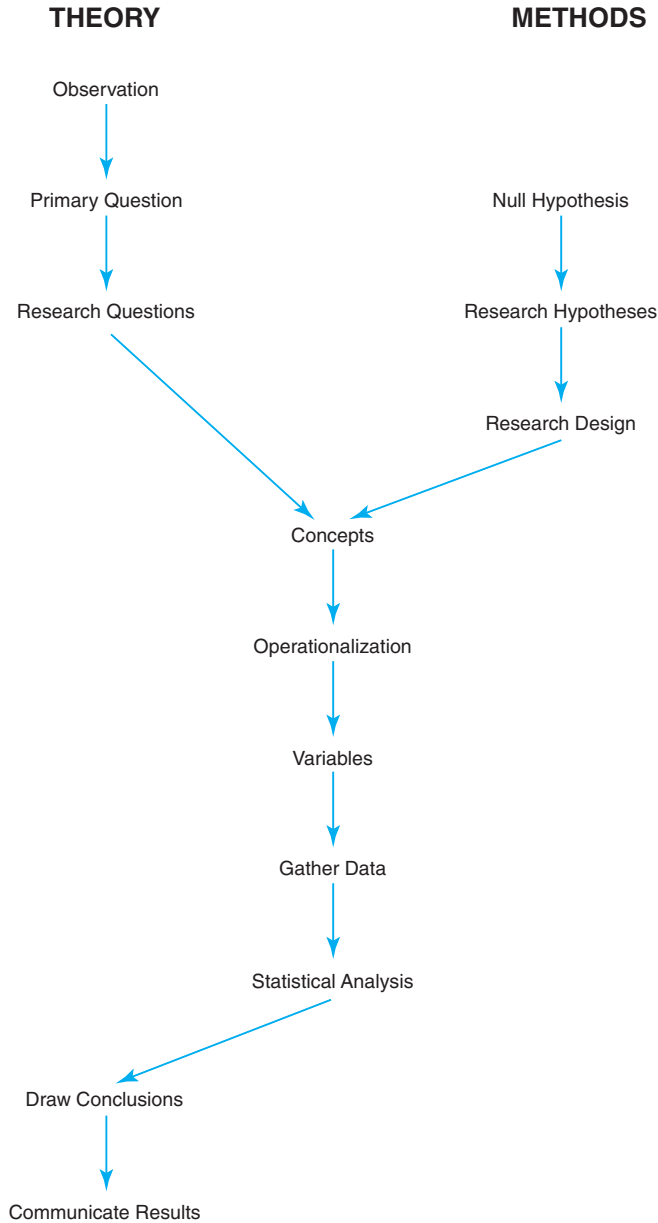 THEORY
METHODS
Observation
Primary Question
Null Hypothesis
Research Questions
Research Hypotheses
Research Design
Concepts
Operationalization
Variables
Gather Data
Statistical Analysis
Draw Conclusions
Communicate Results